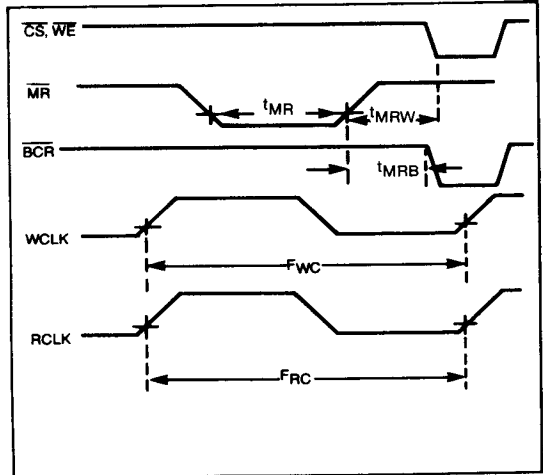 CS, WE
MR
tMR
tMRW
BCR
tMRB
WCLK
FWC
RCLK
FRC